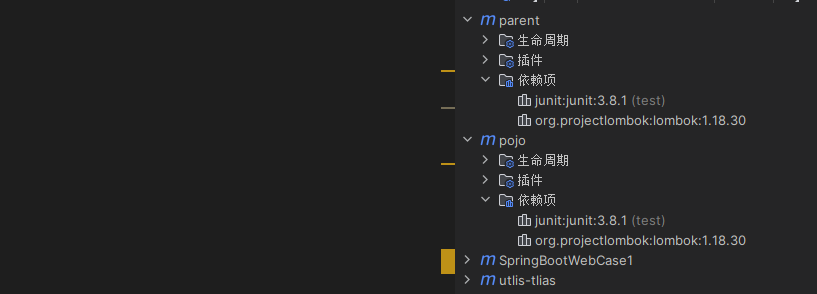 m parent
生命周期
插件
依赖项
junit:junit:3.8.1 (test)
org.projectlombok:lombok:1.18.30
m pojo
生命周期
插件
依赖项
junit:junit:3.8.1 (test)
org.projectlombok:lombok:1.18.30
m SpringBootWebCase1
m utlis-tlias